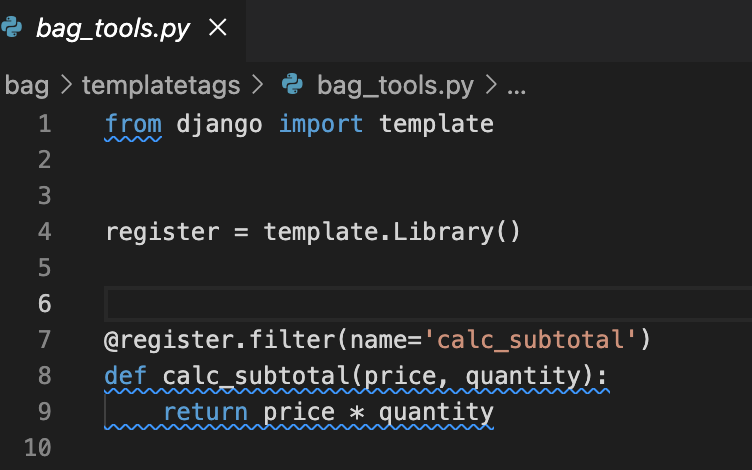 bag_tools.py ×
bag > templatetags > bag_tools.py > ...
1 from django import template
2
3
4 register = template.Library()
5
6
7 @register.filter(name='calc_subtotal')
8 def calc_subtotal(price, quantity):
9     return price * quantity
10